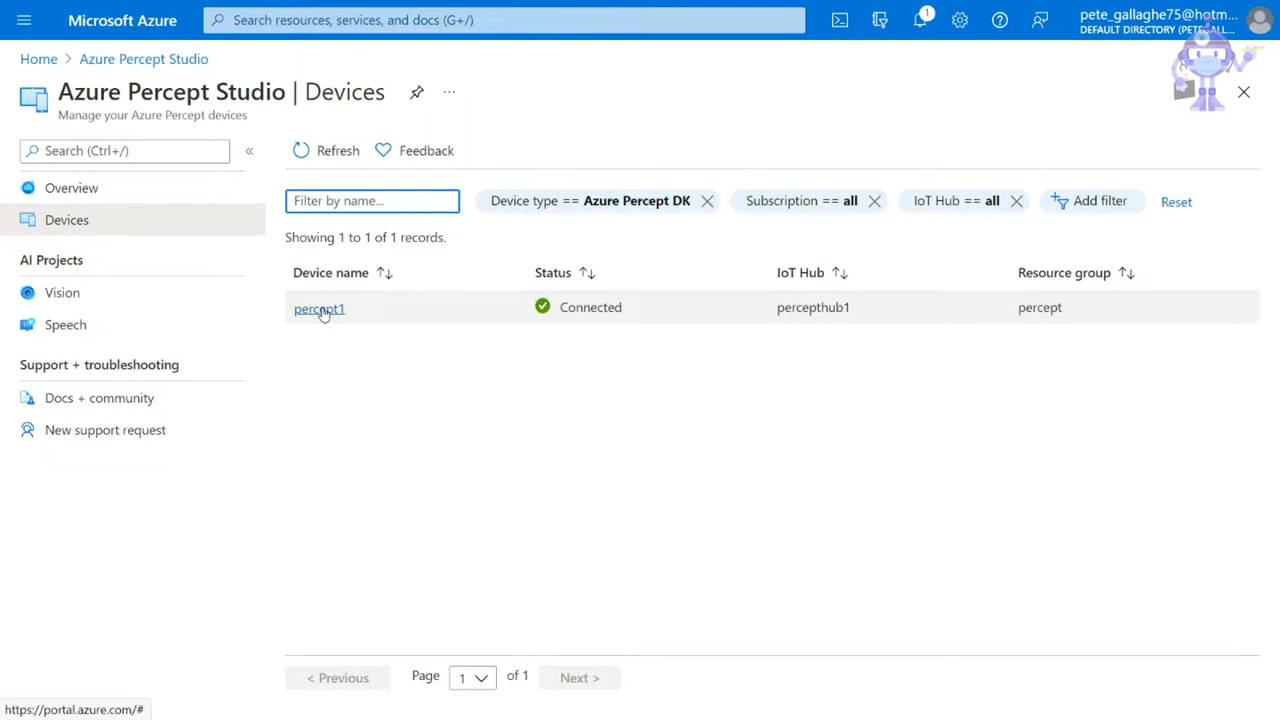 Microsoft Azure
Search resources, services, and docs (G+/)
1
pete_gallaghe75@hotm...
DEFAULT DIRECTORY (PETEGALL...
Home > Azure Percept Studio
Azure Percept Studio | Devices
...
Manage your Azure Percept devices
Search (Ctrl+/)
«
Refresh
Feedback
Overview
Devices
AI Projects
Vision
Speech
Support + troubleshooting
Docs + community
New support request
Filter by name...
Device type == Azure Percept DK
Subscription == all
IoT Hub == all
Add filter
Reset
Showing 1 to 1 of 1 records.
Device name ↑↓ Status ↑↓ IoT Hub ↑↓ Resource group ↑↓
percept1 Connected percepthub1 percept
< Previous Page 1 of 1 Next >
https://portal.azure.com/#